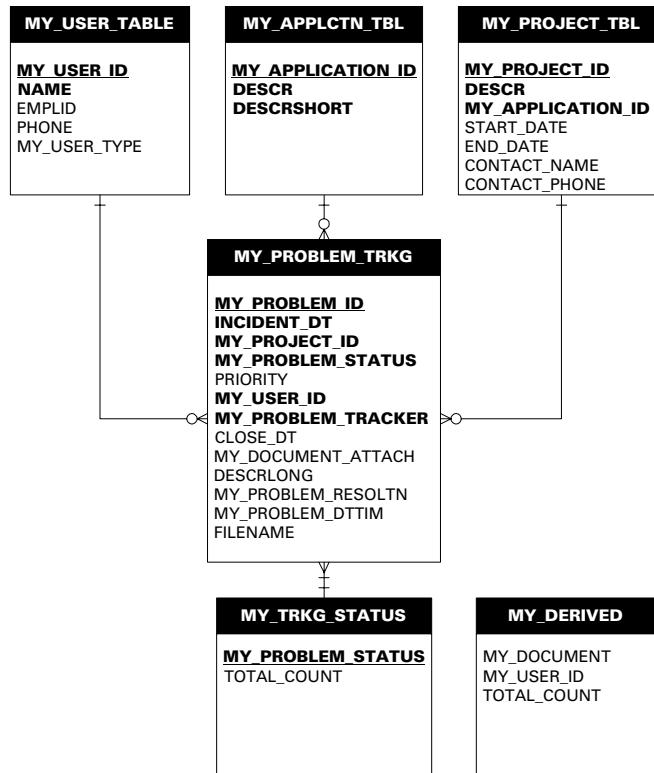 MY_USER_TABLE
MY_USER_ID
NAME
EMPLID
PHONE
MY_USER_TYPE
MY_APPLCTN_TBL
MY_APPLICATION_ID
DESCR
DESCRSHORT
MY_PROJECT_TBL
MY_PROJECT_ID
DESCR
MY_APPLICATION_ID
START_DATE
END_DATE
CONTACT_NAME
CONTACT_PHONE
MY_PROBLEM_TRKG
MY_PROBLEM_ID
INCIDENT_DT
MY_PROJECT_ID
MY_PROBLEM_STATUS
PRIORITY
MY_USER_ID
MY_PROBLEM_TRACKER
CLOSE_DT
MY_DOCUMENT_ATTACH
DESCRLONG
MY_PROBLEM_RESOLTN
MY_PROBLEM_DTTIM
FILENAME
MY_TRKG_STATUS
MY_PROBLEM_STATUS
TOTAL_COUNT
MY_DERIVED
MY_DOCUMENT
MY_USER_ID
TOTAL_COUNT